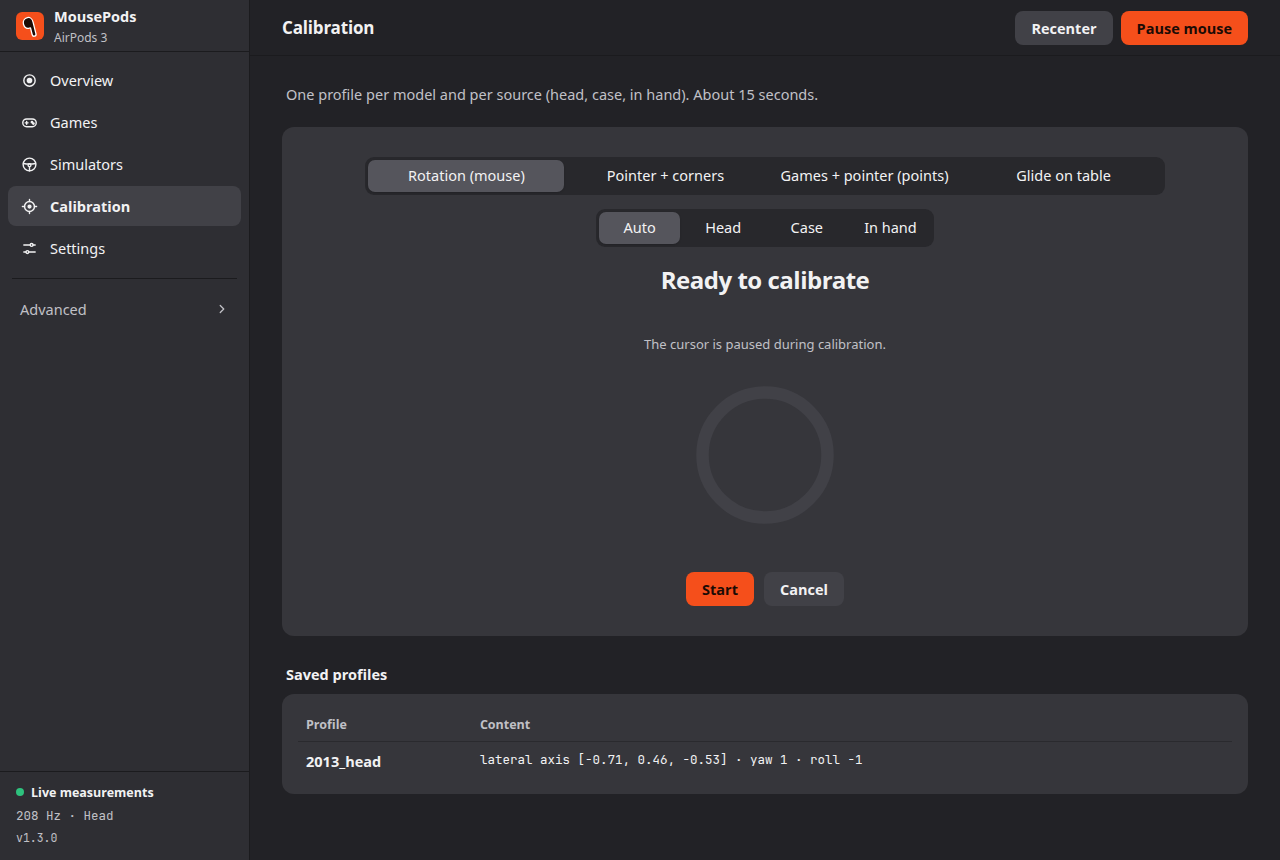 MousePods
AirPods 3
Overview
Games
Simulators
Calibration
Settings
Advanced
Live measurements
208 Hz · Head
v1.3.0
Calibration
Recenter
Pause mouse
One profile per model and per source (head, case, in hand). About 15 seconds.
Rotation (mouse)
Pointer + corners
Games + pointer (points)
Glide on table
Auto
Head
Case
In hand
Ready to calibrate
The cursor is paused during calibration.
Start
Cancel
Saved profiles
Profile
Content
2013_head
lateral axis [-0.71, 0.46, -0.53] · yaw 1 · roll -1